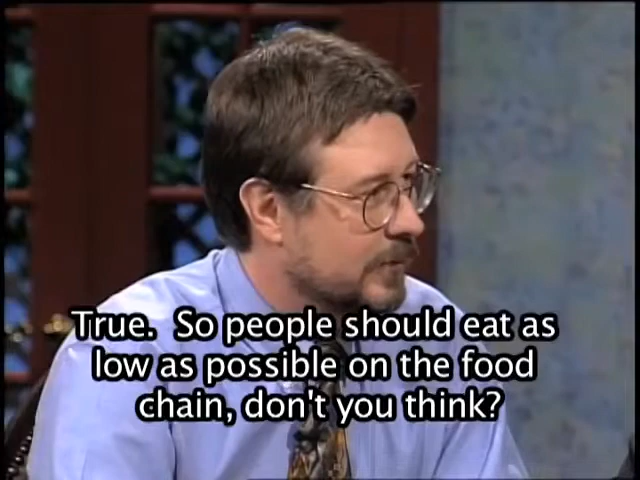 True.  So people should eat as
low as possible on the food
chain, don't you think?